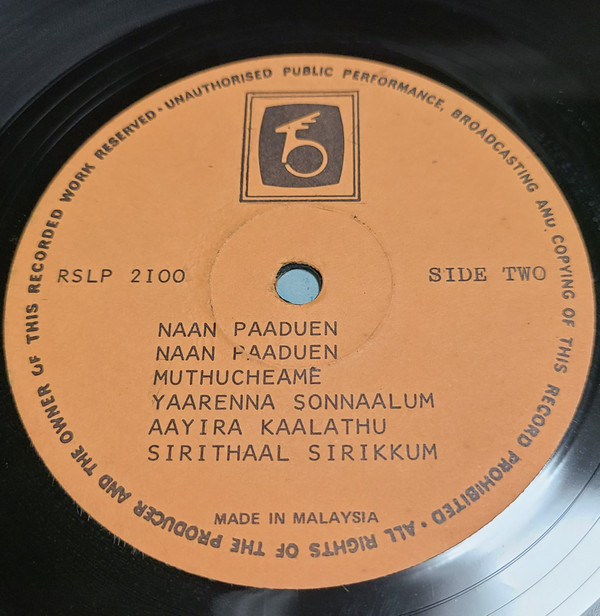 ALL RIGHTS OF THE PRODUCER AND THE OWNER OF THIS RECORDED WORK RESERVED • UNAUTHORISED PUBLIC PERFORMANCE, BROADCASTING AND COPYING OF THIS RECORD PROHIBITED •
RSLP 2100
SIDE TWO
NAAN PAADUEN
NAAN PAADUEN
MUTHUCHEAME
YAARENNA SONNAALUM
AAYIRA KAALATHU
SIRITHAAL SIRIKKUM
MADE IN MALAYSIA